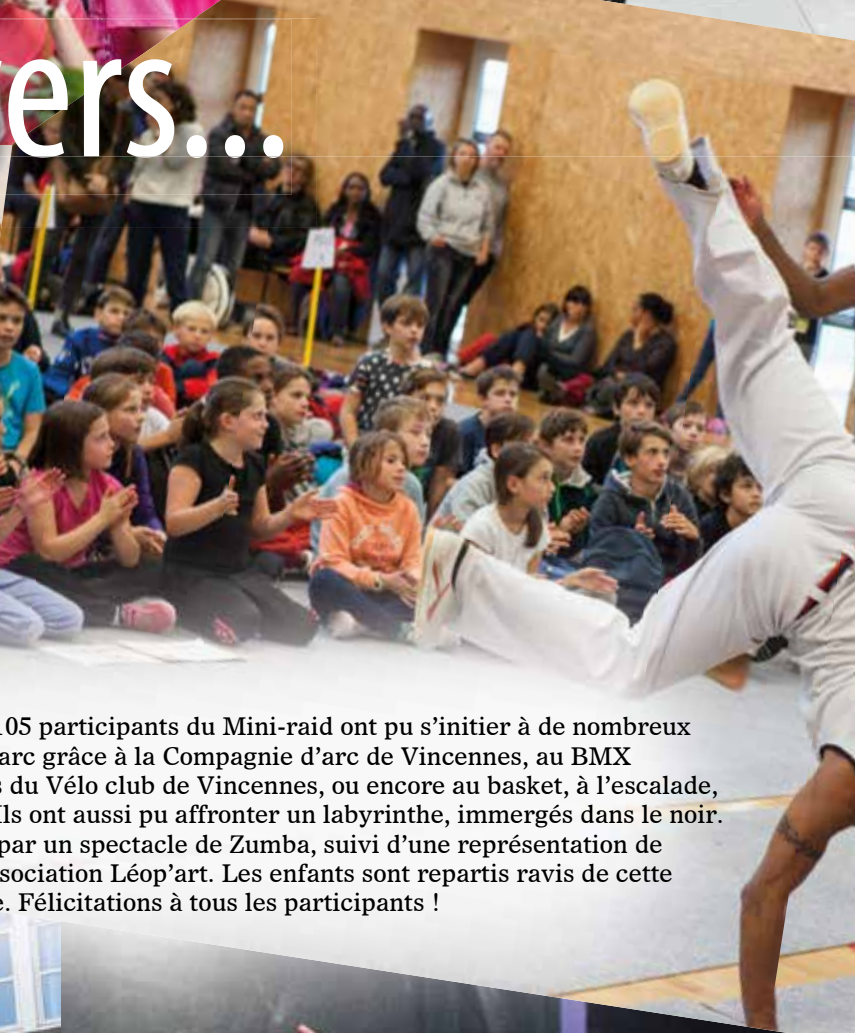 ers...
105 participants du Mini-raid ont pu s’initier à de nombreux
arc grâce à la Compagnie d’arc de Vincennes, au BMX
s du Vélo club de Vincennes, ou encore au basket, à l’escalade,
Ils ont aussi pu affronter un labyrinthe, immergés dans le noir.
par un spectacle de Zumba, suivi d’une représentation de
sociation Léop’art. Les enfants sont repartis ravis de cette
e. Félicitations à tous les participants !